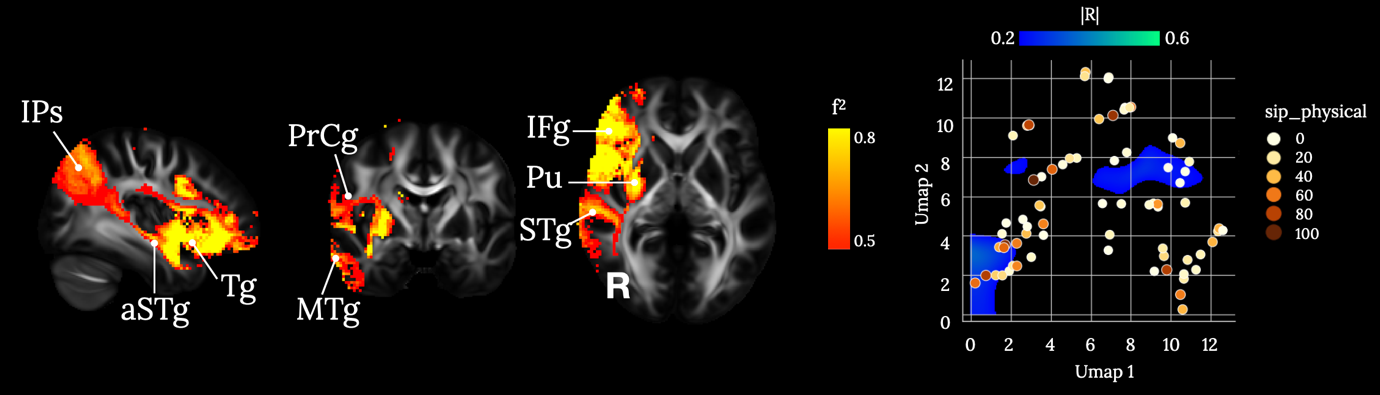 IPs
aSTg
Tg
PrCg
MTg
IFg
Pu
STg
R
f²
0.8
0.5
|R|
0.2 0.6
Umap 2
12
10
8
6
4
2
0
0 2 4 6 8 10 12
Umap 1
sip_physical
0
20
40
60
80
100